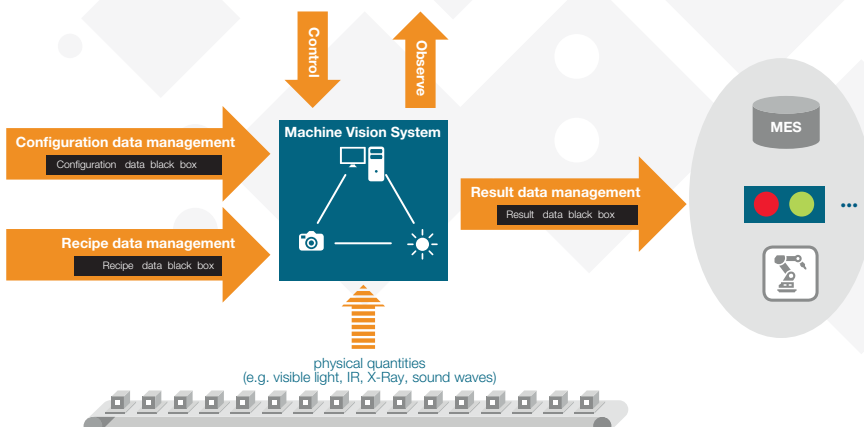 Control
Observe
Configuration data management
Configuration data black box
Machine Vision System
MES
Result data management
Result data black box
...
Recipe data management
Recipe data black box
physical quantities
(e.g. visible light, IR, X-Ray, sound waves)